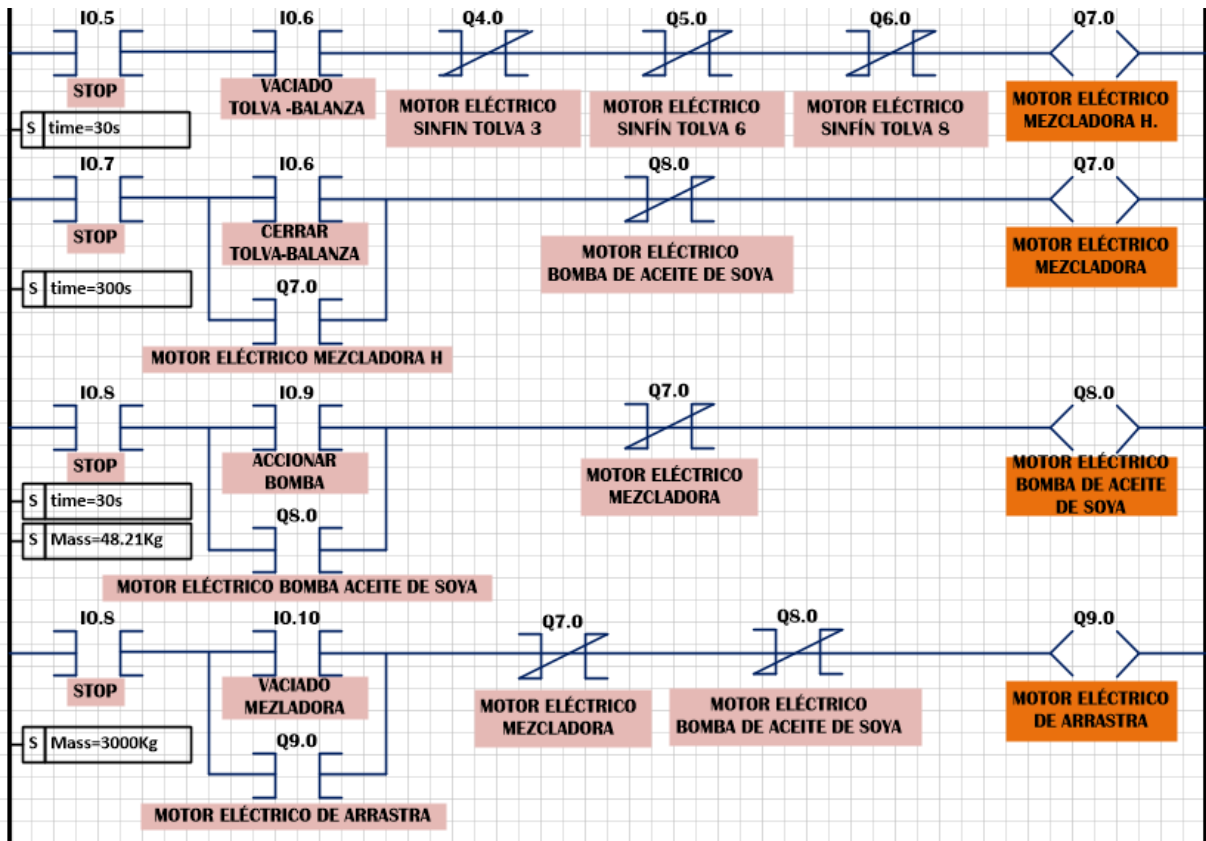 I0.5
I0.6
Q4.0
Q5.0
Q6.0
Q7.0
STOP
VACIADO
TOLVA -BALANZA
MOTOR ELÉCTRICO
SINFIN TOLVA 3
MOTOR ELÉCTRICO
SINFÍN TOLVA 6
MOTOR ELÉCTRICO
SINFÍN TOLVA 8
MOTOR ELÉCTRICO
MEZCLADORA H.
S time=30s
I0.7
I0.6
Q8.0
Q7.0
STOP
CERRAR
TOLVA-BALANZA
MOTOR ELÉCTRICO
BOMBA DE ACEITE DE SOYA
MOTOR ELÉCTRICO
MEZCLADORA
S time=300s
Q7.0
MOTOR ELÉCTRICO MEZCLADORA H
I0.8
I0.9
Q7.0
Q8.0
STOP
ACCIONAR
BOMBA
MOTOR ELÉCTRICO
MEZCLADORA
MOTOR ELÉCTRICO
BOMBA DE ACEITE
DE SOYA
S time=30s
S Mass=48.21Kg
Q8.0
MOTOR ELÉCTRICO BOMBA ACEITE DE SOYA
I0.8
I0.10
Q7.0
Q8.0
Q9.0
STOP
VACIADO
MEZLADORA
MOTOR ELÉCTRICO
MEZCLADORA
MOTOR ELÉCTRICO
BOMBA DE ACEITE DE SOYA
MOTOR ELÉCTRICO
DE ARRASTRA
S Mass=3000Kg
Q9.0
MOTOR ELÉCTRICO DE ARRASTRA